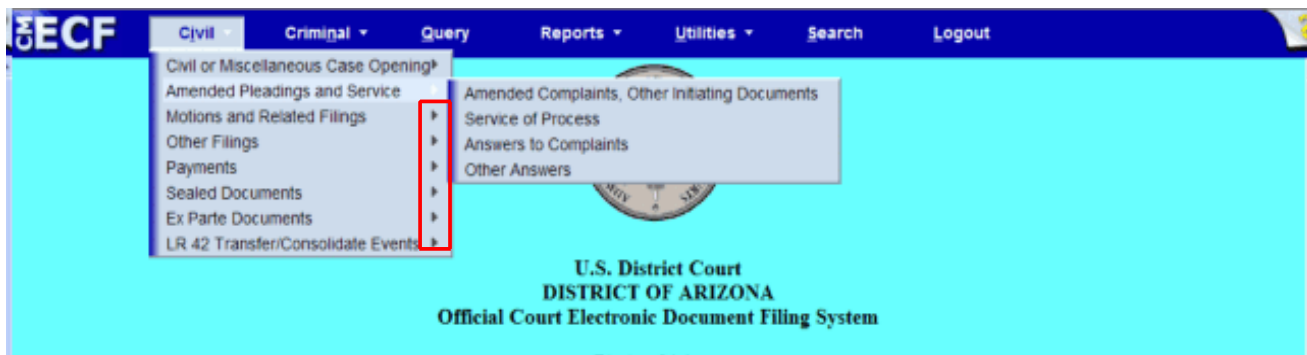 CM
ECF Civil Criminal Query Reports Utilities Search Logout
Civil or Miscellaneous Case Opening
Amended Pleadings and Service
Motions and Related Filings
Other Filings
Payments
Sealed Documents
Ex Parte Documents
LR 42 Transfer/Consolidate Events
Amended Complaints, Other Initiating Documents
Service of Process
Answers to Complaints
Other Answers
U.S. District Court
DISTRICT OF ARIZONA
Official Court Electronic Document Filing System